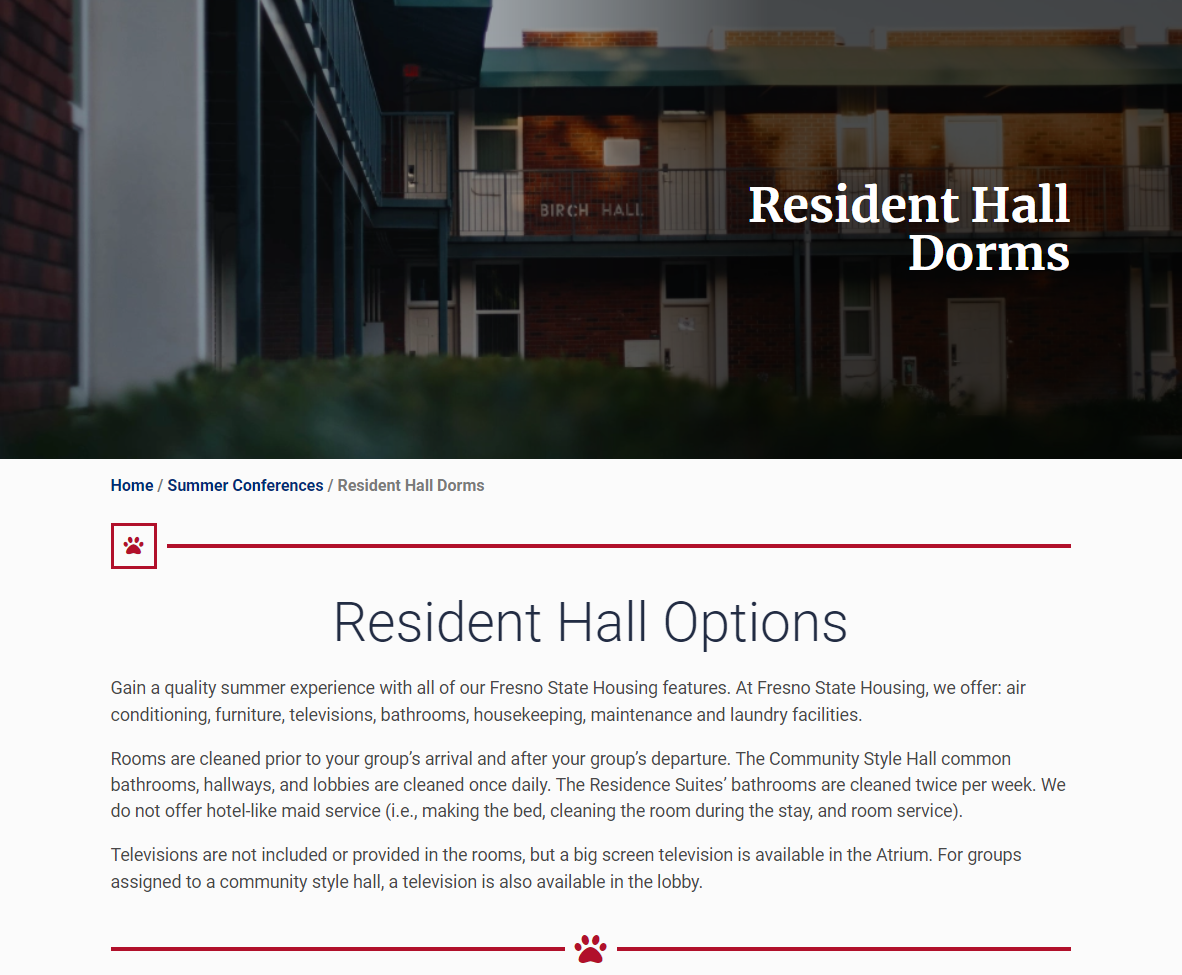 BIRCH HALL
Resident Hall
Dorms
Home / Summer Conferences / Resident Hall Dorms
Resident Hall Options
Gain a quality summer experience with all of our Fresno State Housing features. At Fresno State Housing, we offer: air
conditioning, furniture, televisions, bathrooms, housekeeping, maintenance and laundry facilities.
Rooms are cleaned prior to your group’s arrival and after your group’s departure. The Community Style Hall common
bathrooms, hallways, and lobbies are cleaned once daily. The Residence Suites’ bathrooms are cleaned twice per week. We
do not offer hotel-like maid service (i.e., making the bed, cleaning the room during the stay, and room service).
Televisions are not included or provided in the rooms, but a big screen television is available in the Atrium. For groups
assigned to a community style hall, a television is also available in the lobby.